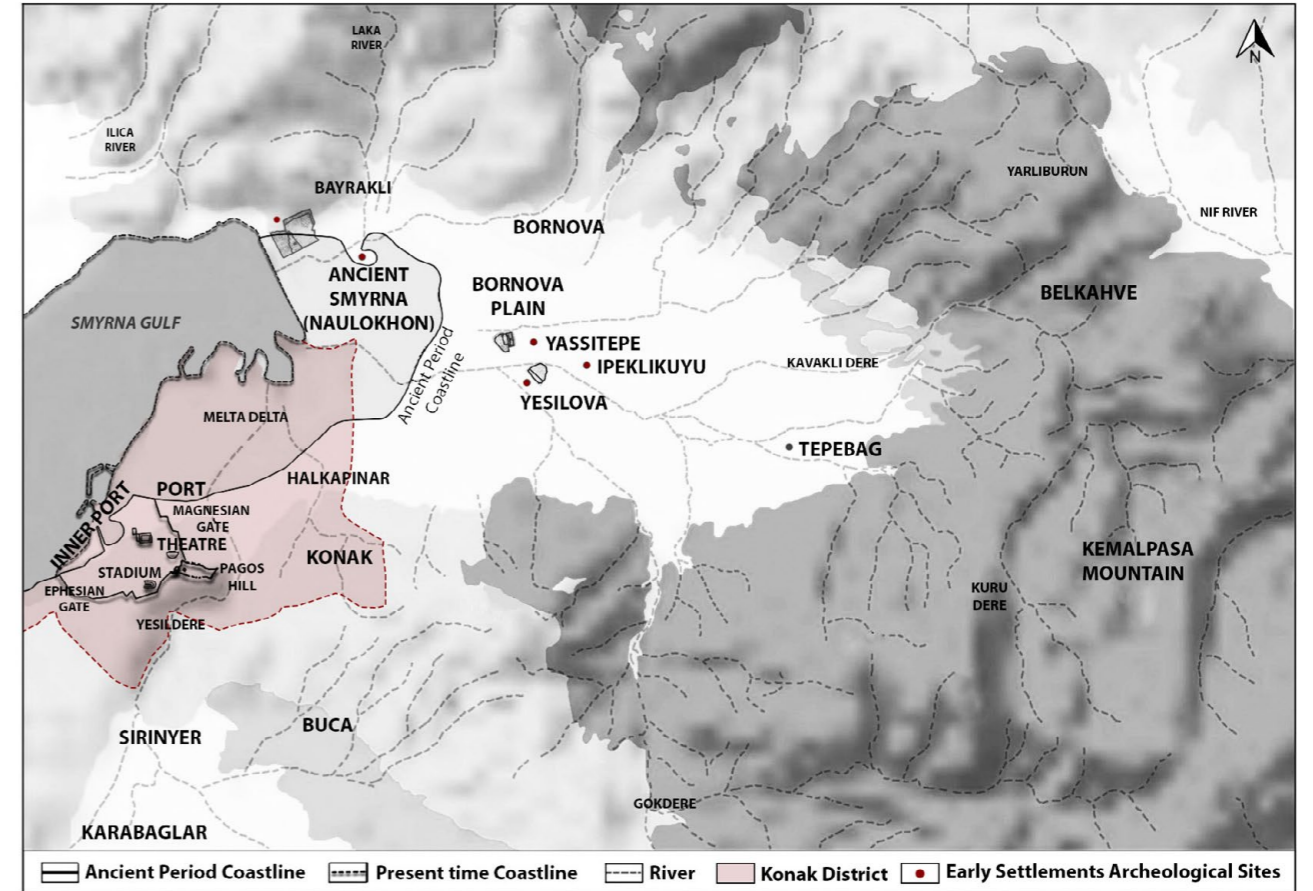 LAKA
RIVER
N
ILICA
RIVER
BAYRAKLI
YARLIBURUN
NIF RIVER
BORNOVA
ANCIENT
SMYRNA
(NAULOKHON)
BORNOVA
PLAIN
BELKAHVE
SMYRNA GULF
Ancient Period
Coastline
YASSITEPE
IPEKLIKUYU
KAVAKLI DERE
YESILOVA
MELTA DELTA
TEPEBAG
HALKAPINAR
PORT
INNER PORT
MAGNESIAN
GATE
THEATRE
KONAK
KEMALPASA
MOUNTAIN
STADIUM
PAGOS
HILL
EPHESIAN
GATE
KURU
DERE
YESILDERE
BUCA
SIRINYER
GOKDERE
KARABAGLAR
Ancient Period Coastline
Present time Coastline
River
Konak District
Early Settlements Archeological Sites